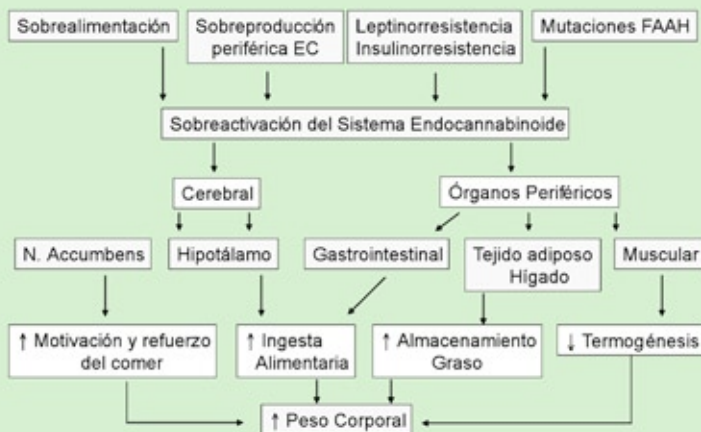 Sobrealimentación
Sobreproducción
periférica EC
Leptinorresistencia
Insulinorresistencia
Mutaciones FAAH
Sobreactivación del Sistema Endocannabinoide
Cerebral
Órganos Periféricos
N. Accumbens
Hipotálamo
Gastrointestinal
Tejido adiposo
Hígado
Muscular
↑ Motivación y refuerzo
del comer
↑ Ingesta
Alimentaria
↑ Almacenamiento
Graso
↓ Termogénesis
↑ Peso Corporal